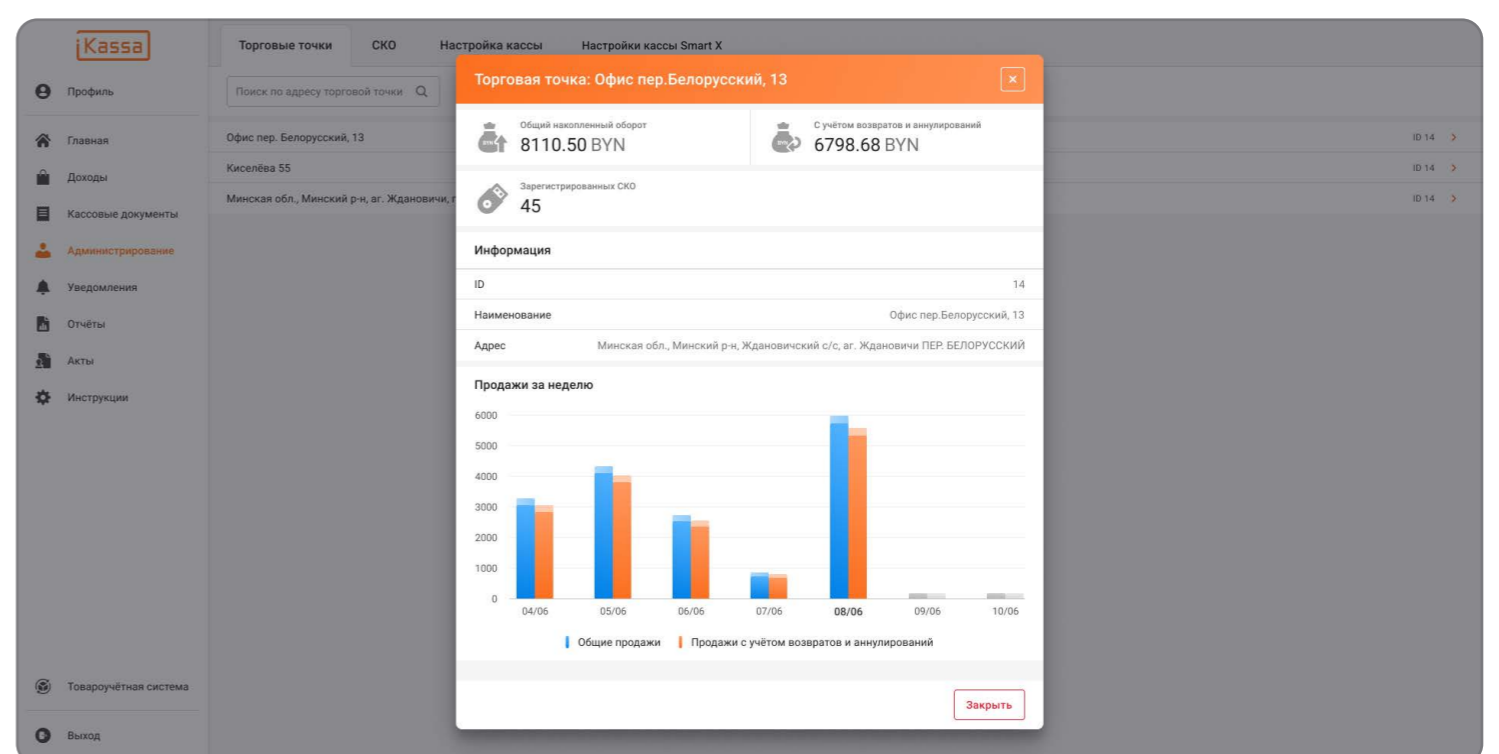 iKassa
Торговые точки СКО Настройка кассы Настройки кассы Smart X
Профиль
Поиск по адресу торговой точки
Главная
Доходы
Кассовые документы
Администрирование
Уведомления
Отчёты
Акты
Инструкции
Товароучётная система
Выход
Офис пер. Белорусский, 13 ID 14
Киселёва 55 ID 14
Минская обл., Минский р-н, аг. Ждановичи, ID 14
Торговая точка: Офис пер.Белорусский, 13
Общий накопленный оборот
8110.50 BYN
С учётом возвратов и аннулирований
6798.68 BYN
Зарегистрированных СКО
45
Информация
ID 14
Наименование Офис пер.Белорусский, 13
Адрес Минская обл., Минский р-н, Ждановичский с/с, аг. Ждановичи ПЕР. БЕЛОРУССКИЙ
Продажи за неделю
6000
5000
4000
3000
2000
1000
0
04/06 05/06 06/06 07/06 08/06 09/06 10/06
Общие продажи Продажи с учётом возвратов и аннулирований
Закрыть